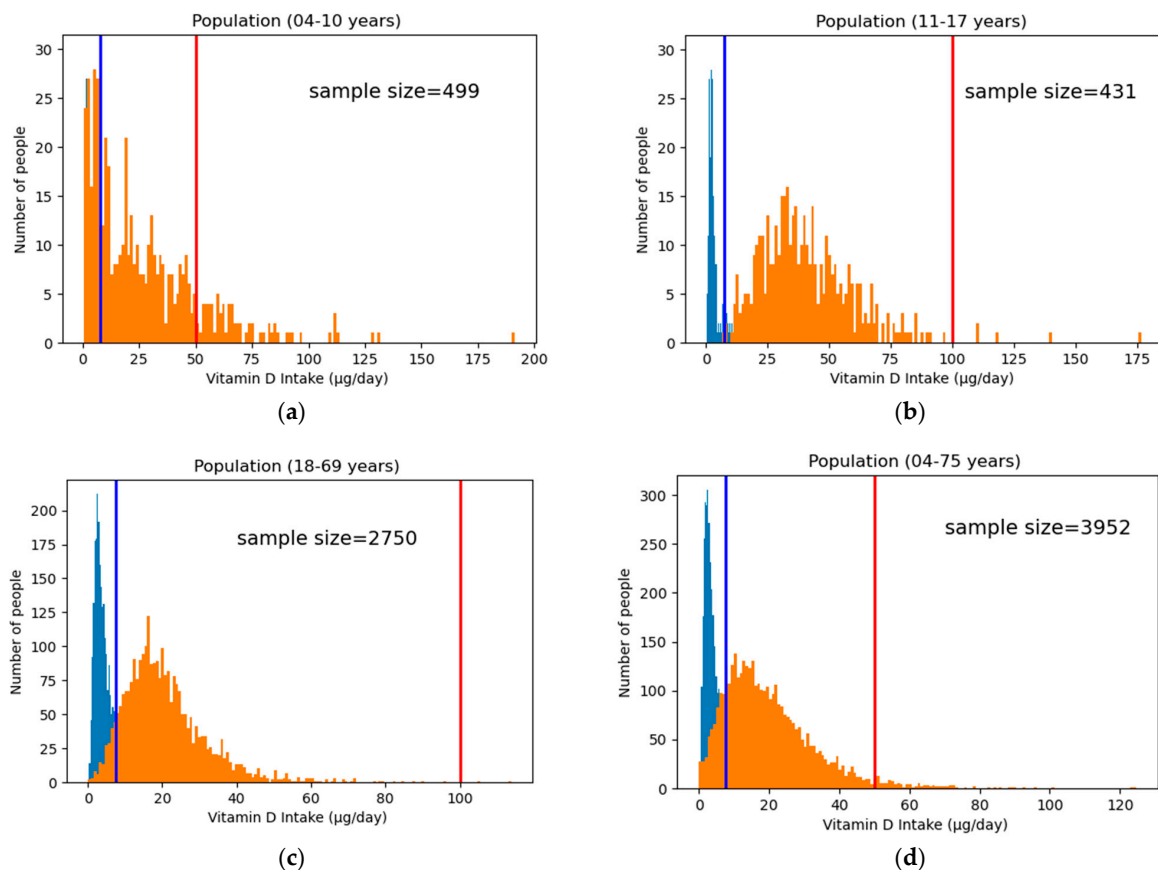 Population (04-10 years)
30
25
20
15
10
5
0
Number of people
sample size=499
0 25 50 75 100 125 150 175 200
Vitamin D Intake (µg/day)
(a)
Population (11-17 years)
30
25
20
15
10
5
0
Number of people
sample size=431
0 25 50 75 100 125 150 175
Vitamin D Intake (µg/day)
(b)
Population (18-69 years)
200
175
150
125
100
75
50
25
0
Number of people
sample size=2750
0 20 40 60 80 100
Vitamin D Intake (µg/day)
(c)
Population (04-75 years)
300
250
200
150
100
50
0
Number of people
sample size=3952
0 20 40 60 80 100 120
Vitamin D Intake (µg/day)
(d)